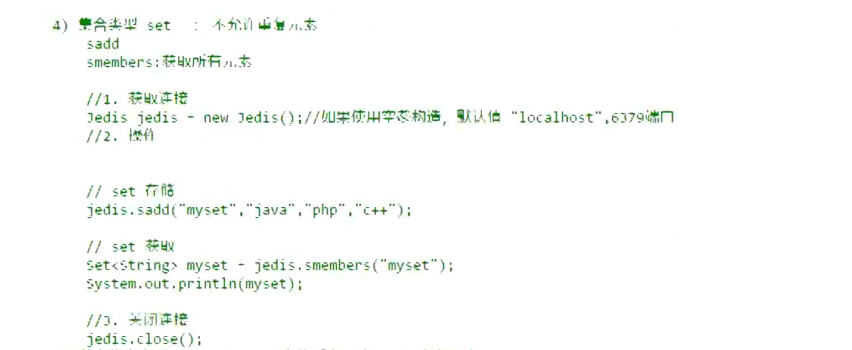 4) 集合类型 set ： 不允许重复元素
sadd
smembers:获取所有元素
//1. 获取连接
Jedis jedis = new Jedis();//如果使用空参构造, 默认值 "localhost",6379端口
//2. 操作
// set 存储
jedis.sadd("myset","java","php","c++");
// set 获取
Set<String> myset = jedis.smembers("myset");
System.out.println(myset);
//3. 关闭连接
jedis.close();